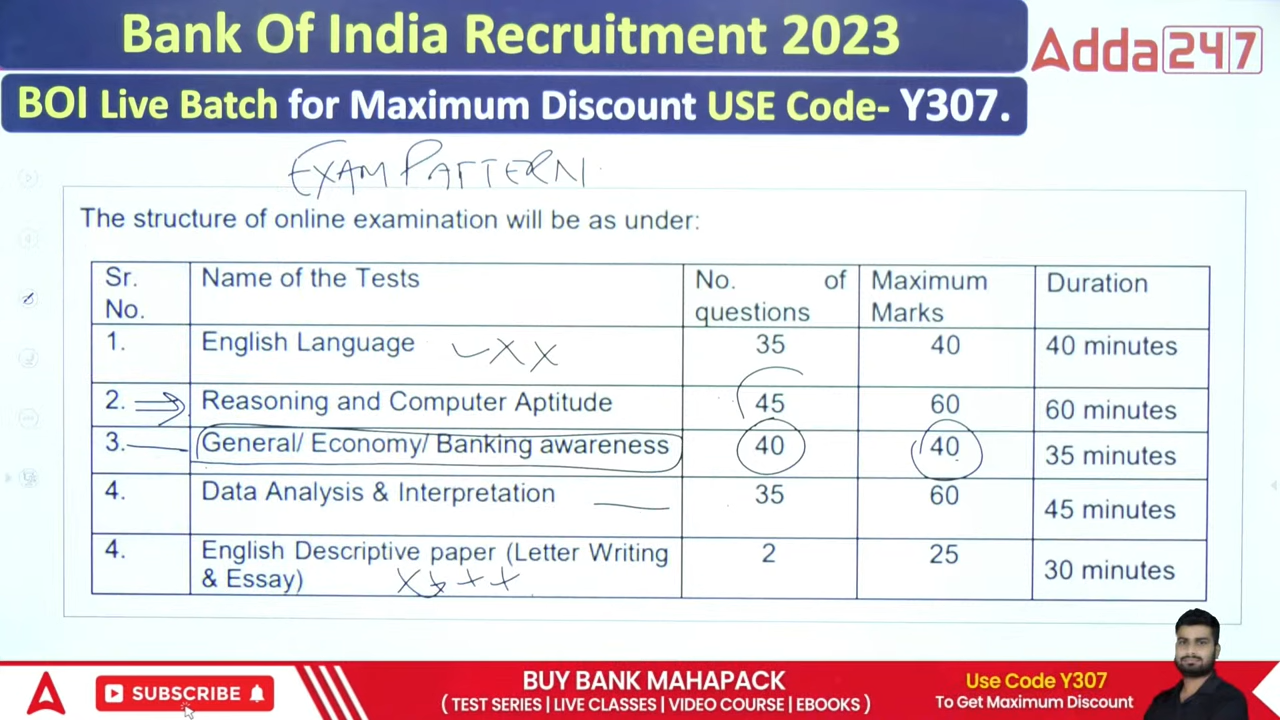 Bank Of India Recruitment 2023
Adda247
BOI Live Batch for Maximum Discount USE Code- Y307.
EXAM PATTERN
The structure of online examination will be as under:
Sr. No. Name of the Tests No. of questions Maximum Marks Duration
1. English Language 35 40 40 minutes
2. Reasoning and Computer Aptitude 45 60 60 minutes
3. General/ Economy/ Banking awareness 40 40 35 minutes
4. Data Analysis & Interpretation 35 60 45 minutes
4. English Descriptive paper (Letter Writing & Essay) 2 25 30 minutes
SUBSCRIBE
BUY BANK MAHAPACK
( TEST SERIES | LIVE CLASSES | VIDEO COURSE | EBOOKS )
Use Code Y307
To Get Maximum Discount